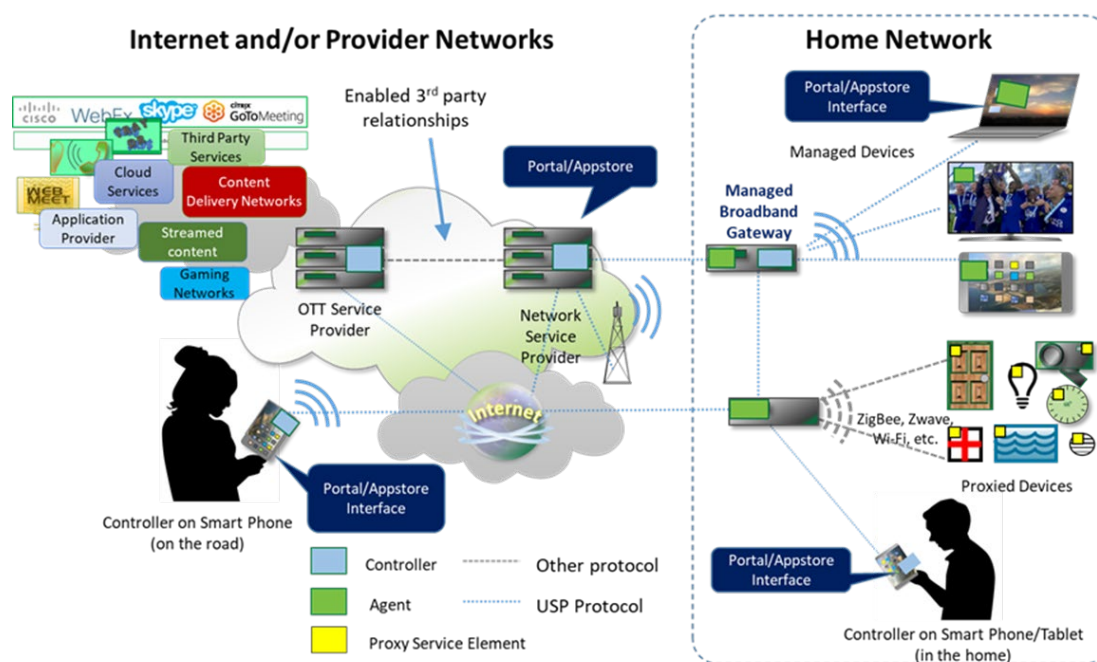 Internet and/or Provider Networks
Home Network
CISCO
WebEx
skype
CITRIX
GoToMeeting
Third Party
Services
Cloud
Services
Content
Delivery Networks
WEB
MEET
Application
Provider
Streamed
content
Gaming
Networks
Enabled 3rd party
relationships
Portal/Appstore
OTT Service
Provider
Network
Service
Provider
Internet
Portal/Appstore
Interface
Managed Devices
Managed
Broadband
Gateway
ZigBee, Zwave,
Wi-Fi, etc.
Proxied Devices
Portal/Appstore
Interface
Controller on Smart Phone
(on the road)
Controller
Agent
Proxy Service Element
Other protocol
USP Protocol
Portal/Appstore
Interface
Controller on Smart Phone/Tablet
(in the home)